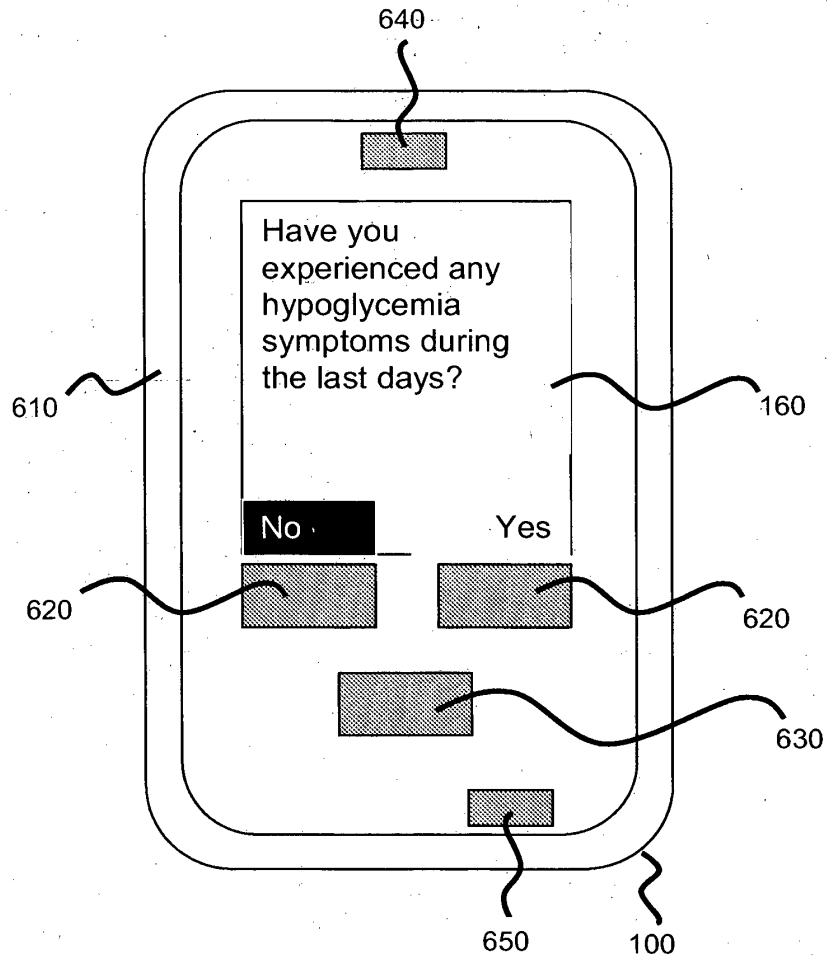 640
Have you
experienced any
hypoglycemia
symptoms during
the last days?
610
160
No
Yes
620
620
630
650
100